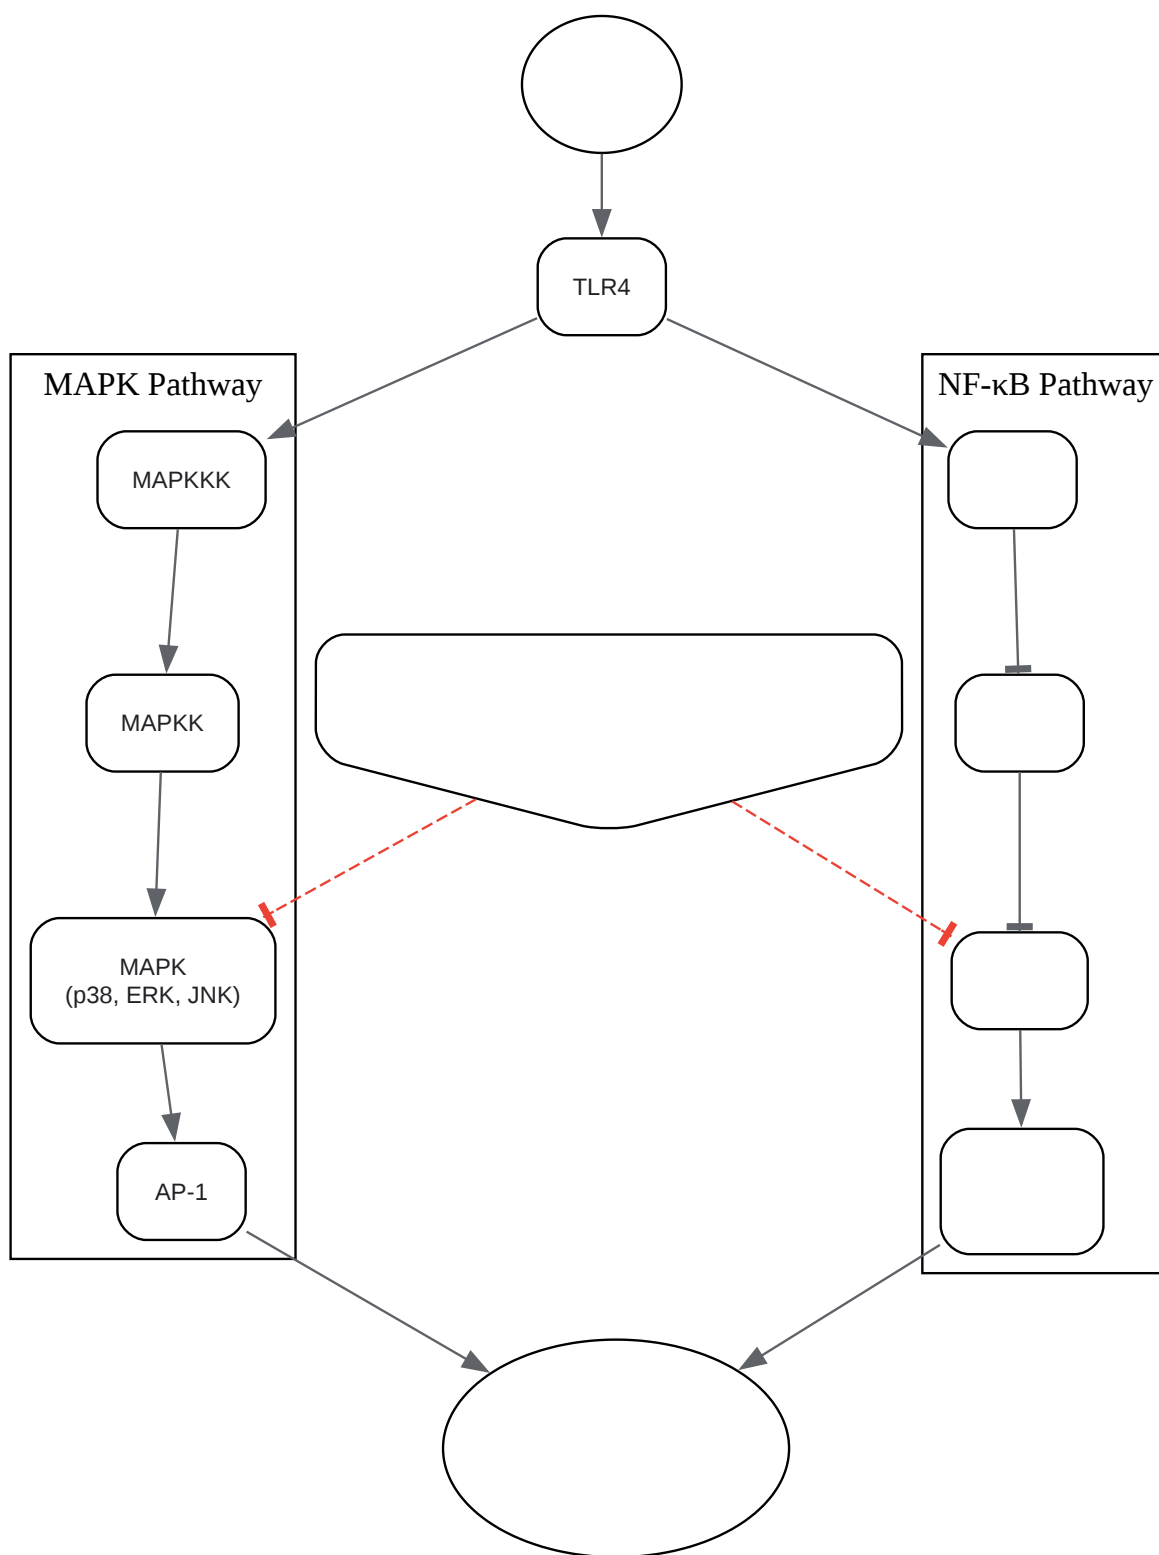 TLR4
MAPK Pathway
NF-κB Pathway
MAPKKK
MAPKK
MAPK
(p38, ERK, JNK)
AP-1